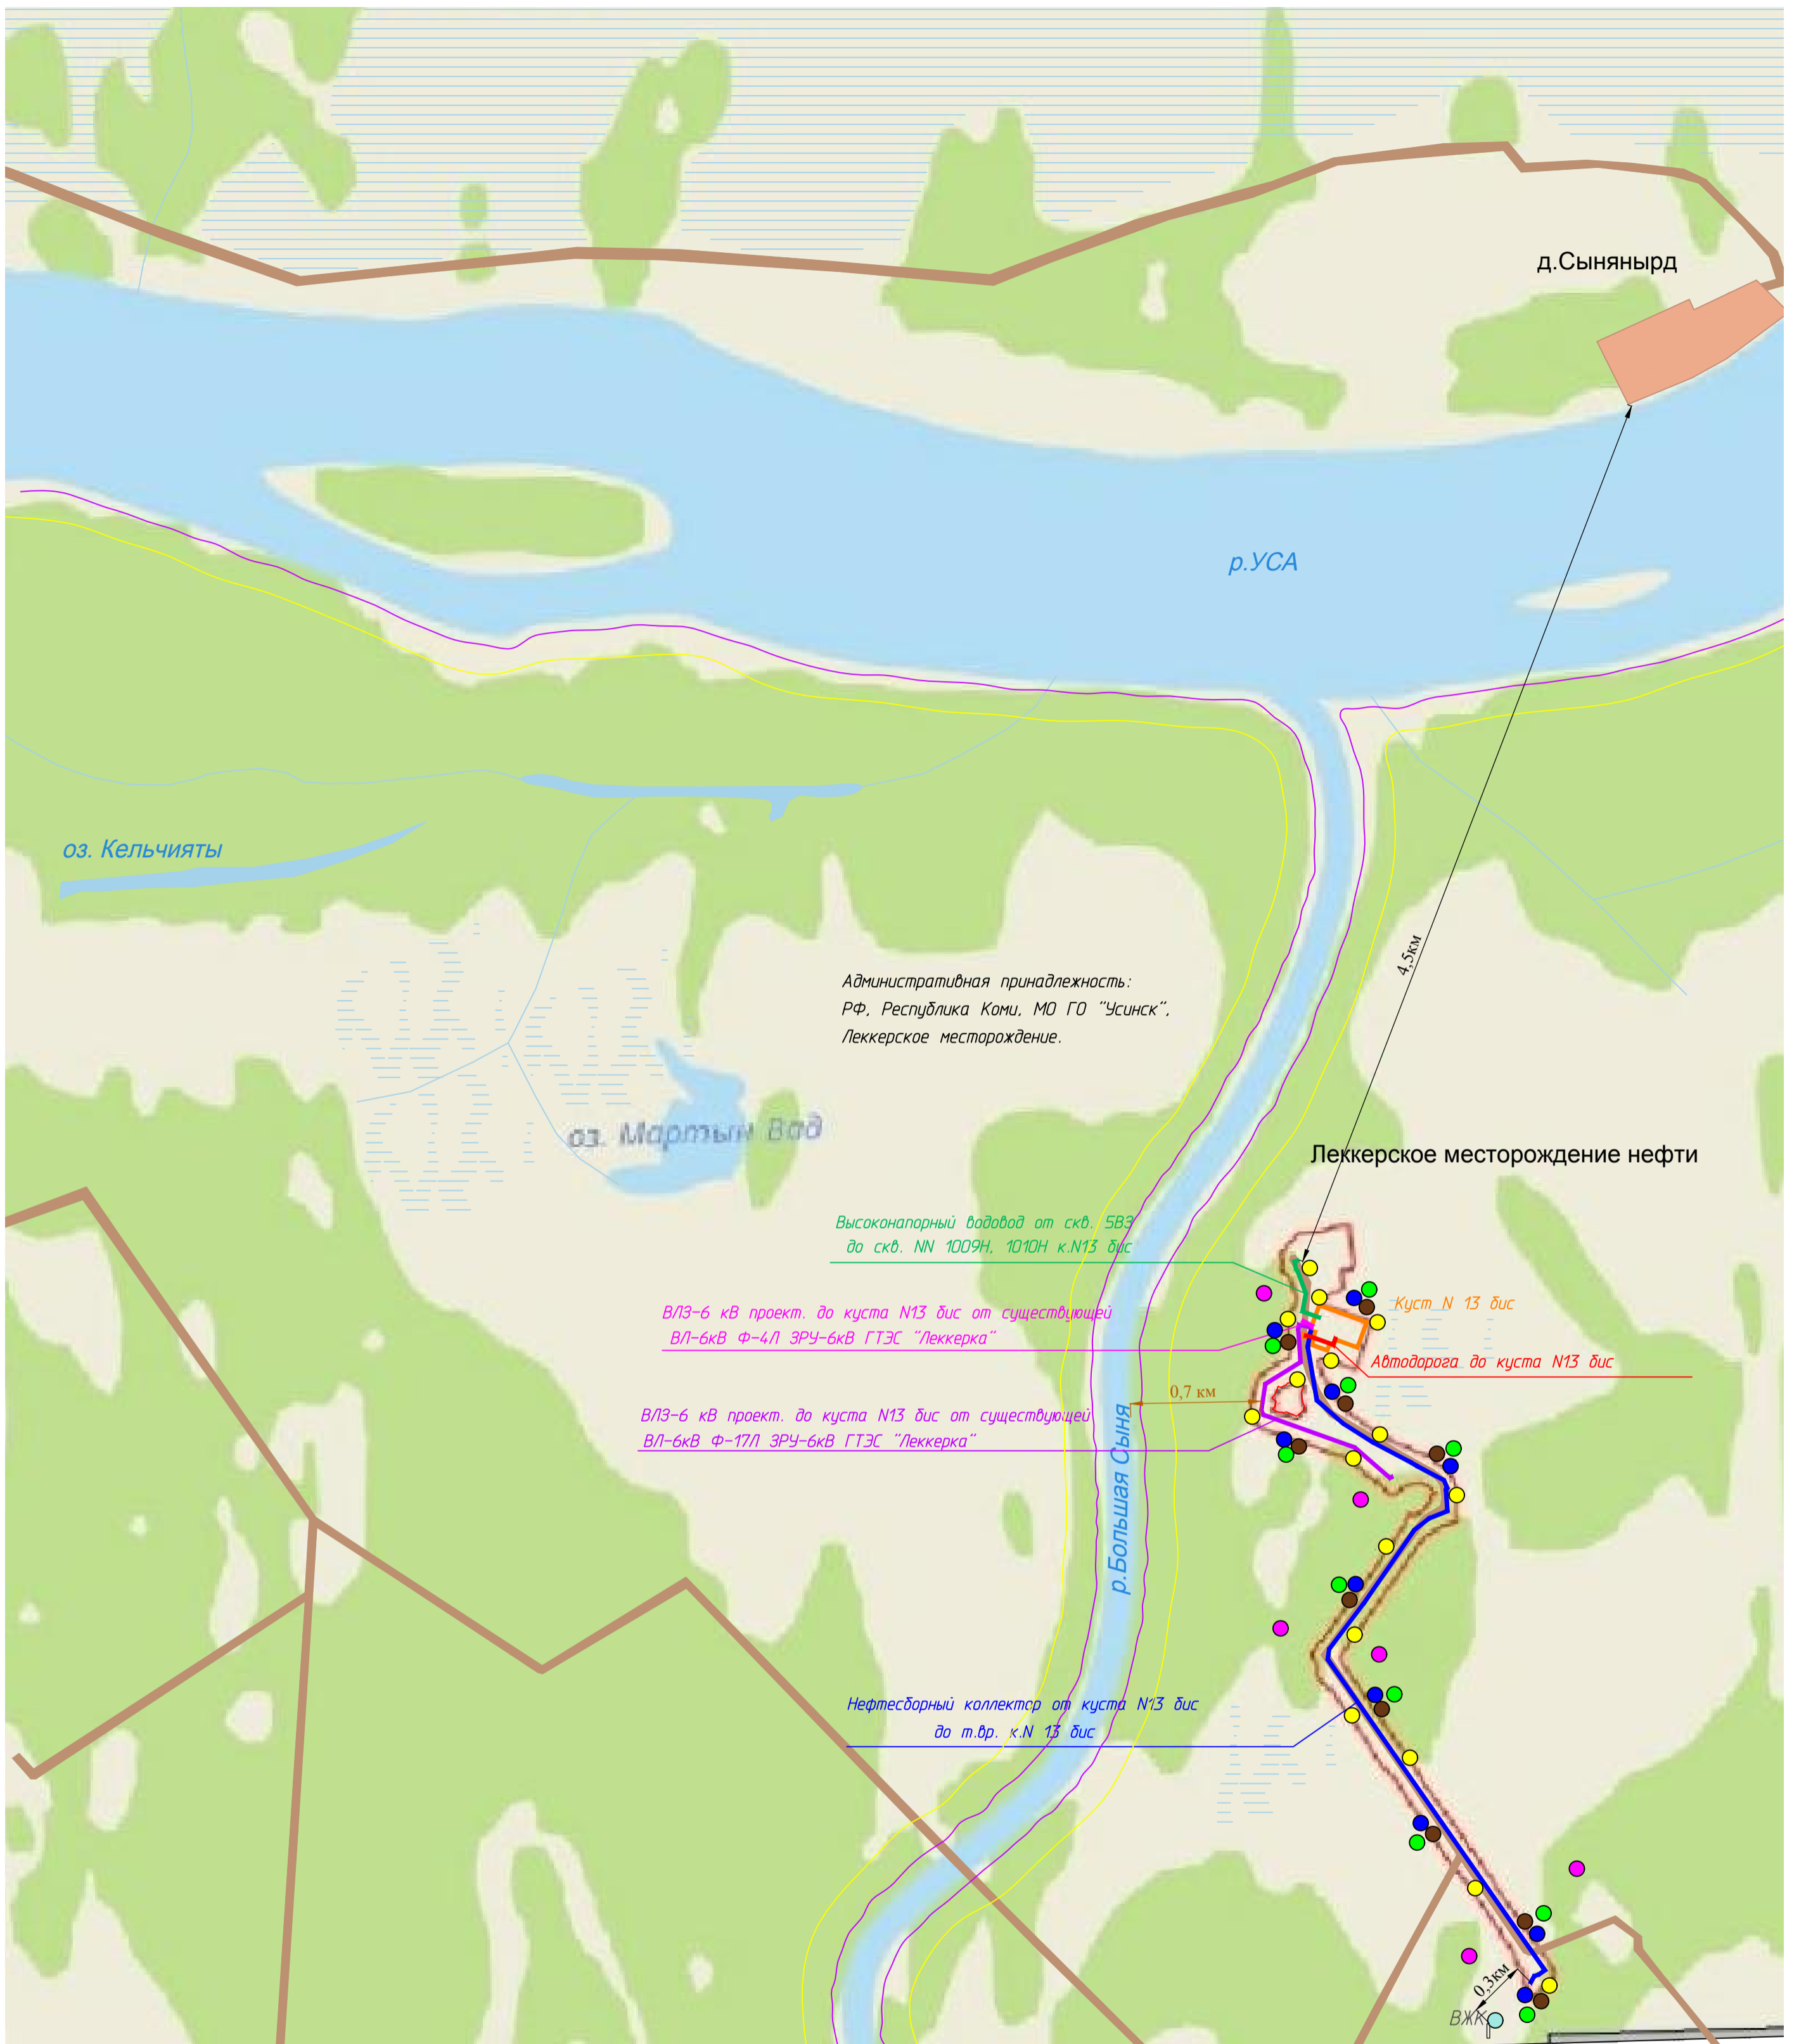 д.Сынянырд
р.УСА
оз. Кельчияты
4,5км
Административная принадлежность:
РФ, Республика Коми, МО ГО "Усинск",
Леккерское месторождение.
оз. Мартын Вад
Леккерское месторождение нефти
Высоконапорный водовод от скв. 5ВЗ
до скв. NN 1009Н, 1010Н к.N13 бис
Куст N 13 бис
ВЛЗ-6 кВ проект. до куста N13 бис от существующей
ВЛ-6кВ Ф-4Л ЗРУ-6кВ ГТЭС "Леккерка"
Автодорога до куста N13 бис
0,7 км
ВЛЗ-6 кВ проект. до куста N13 бис от существующей
ВЛ-6кВ Ф-17Л ЗРУ-6кВ ГТЭС "Леккерка"
р.Большая Сыня
Нефтесборный коллектор от куста N13 бис
до т.вр. к.N 13 бис
0,3км
ВЖК